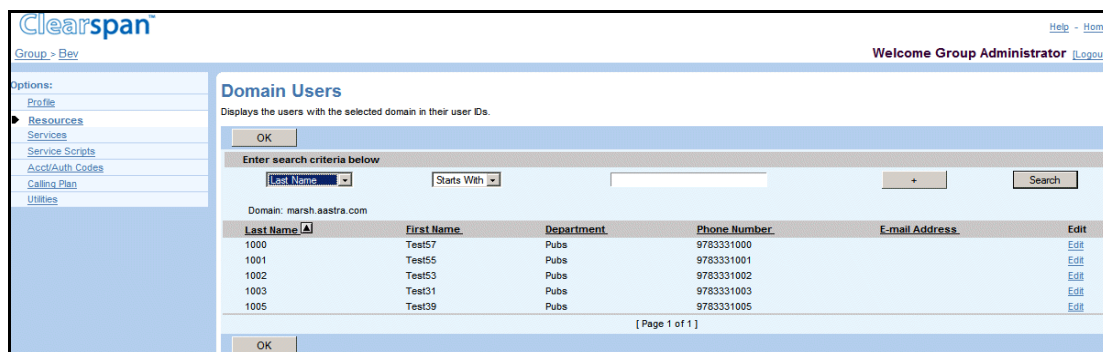 Clearspan™
Help - Hom
Group > Bev
Welcome Group Administrator [Logou
Options:
Profile
Resources
Services
Service Scripts
Acct/Auth Codes
Calling Plan
Utilities
Domain Users
Displays the users with the selected domain in their user IDs.
OK
Enter search criteria below
Last Name Starts With + Search
Domain: marsh.aastra.com
Last Name First Name Department Phone Number E-mail Address Edit
1000 Test57 Pubs 9783331000 Edit
1001 Test55 Pubs 9783331001 Edit
1002 Test53 Pubs 9783331002 Edit
1003 Test31 Pubs 9783331003 Edit
1005 Test39 Pubs 9783331005 Edit
[ Page 1 of 1 ]
OK